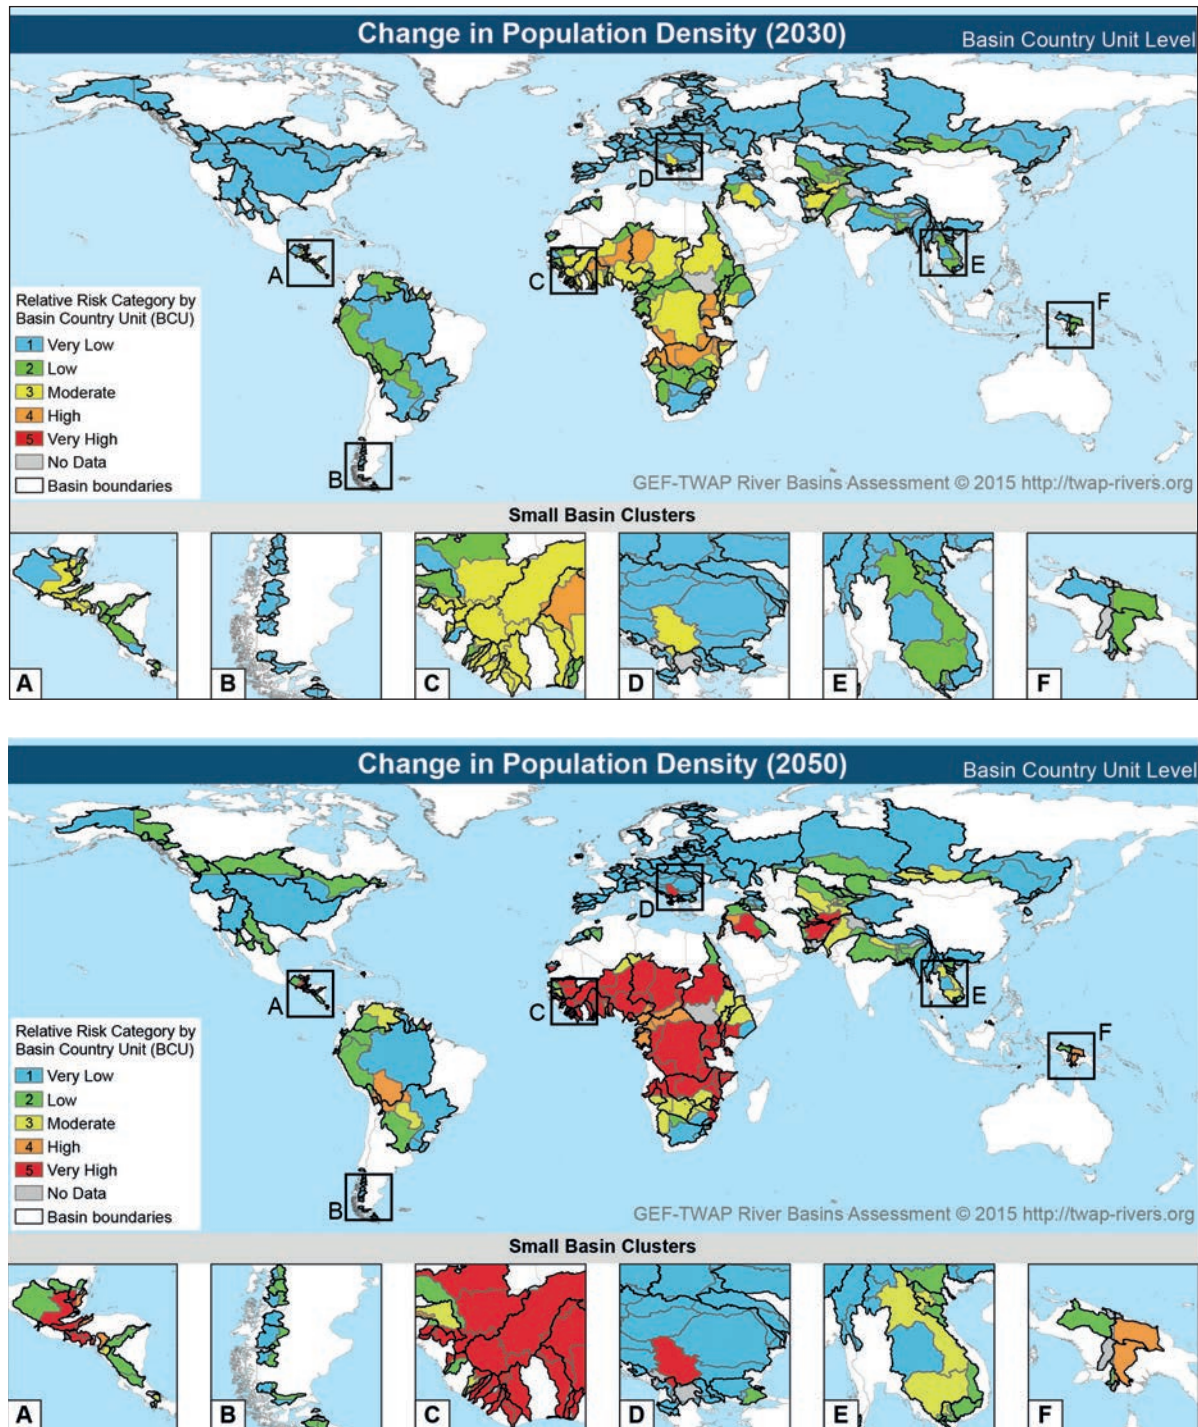 Change in Population Density (2030)
Basin Country Unit Level
A
B
C
D
E
F
Relative Risk Category by
Basin Country Unit (BCU)
1 Very Low
2 Low
3 Moderate
4 High
5 Very High
No Data
Basin boundaries
GEF-TWAP River Basins Assessment © 2015 http://twap-rivers.org
Small Basin Clusters
A
B
C
D
E
F
Change in Population Density (2050)
Basin Country Unit Level
A
B
C
D
E
F
Relative Risk Category by
Basin Country Unit (BCU)
1 Very Low
2 Low
3 Moderate
4 High
5 Very High
No Data
Basin boundaries
GEF-TWAP River Basins Assessment © 2015 http://twap-rivers.org
Small Basin Clusters
A
B
C
D
E
F